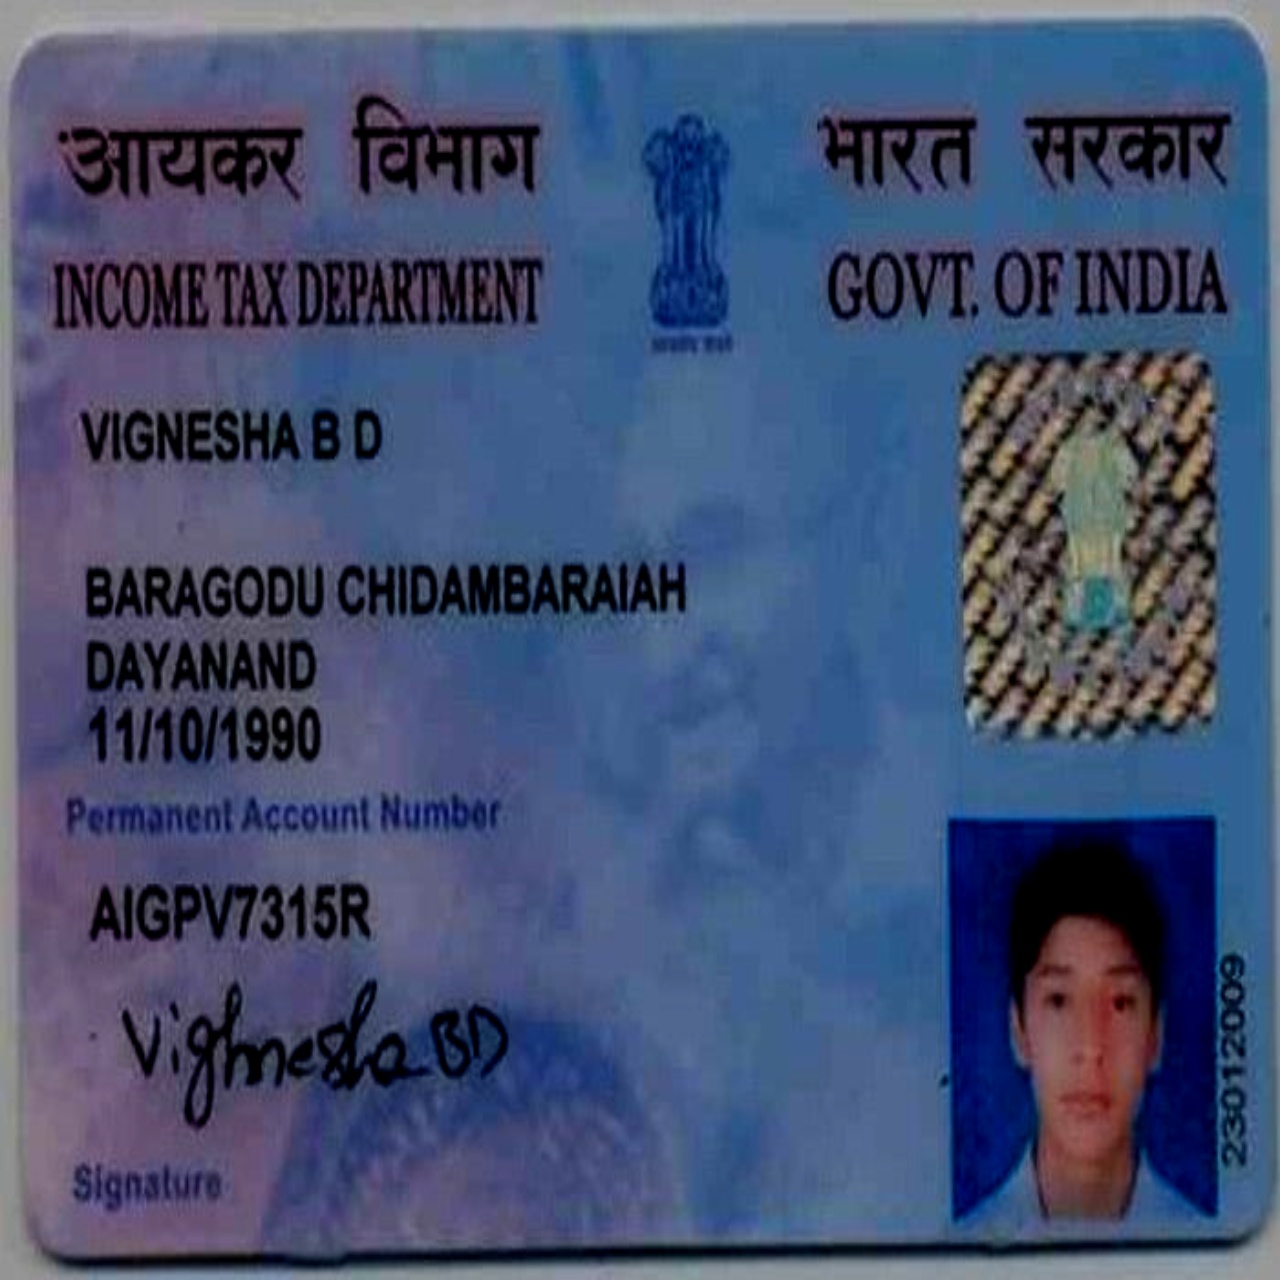 आयकर विभाग
INCOME TAX DEPARTMENT
भारत सरकार
GOVT. OF INDIA
VIGNESHA B D
BARAGODU CHIDAMBARAIAH
DAYANAND
11/10/1990
Permanent Account Number
AIGPV7315R
Vighnesha BD
Signature
23012009